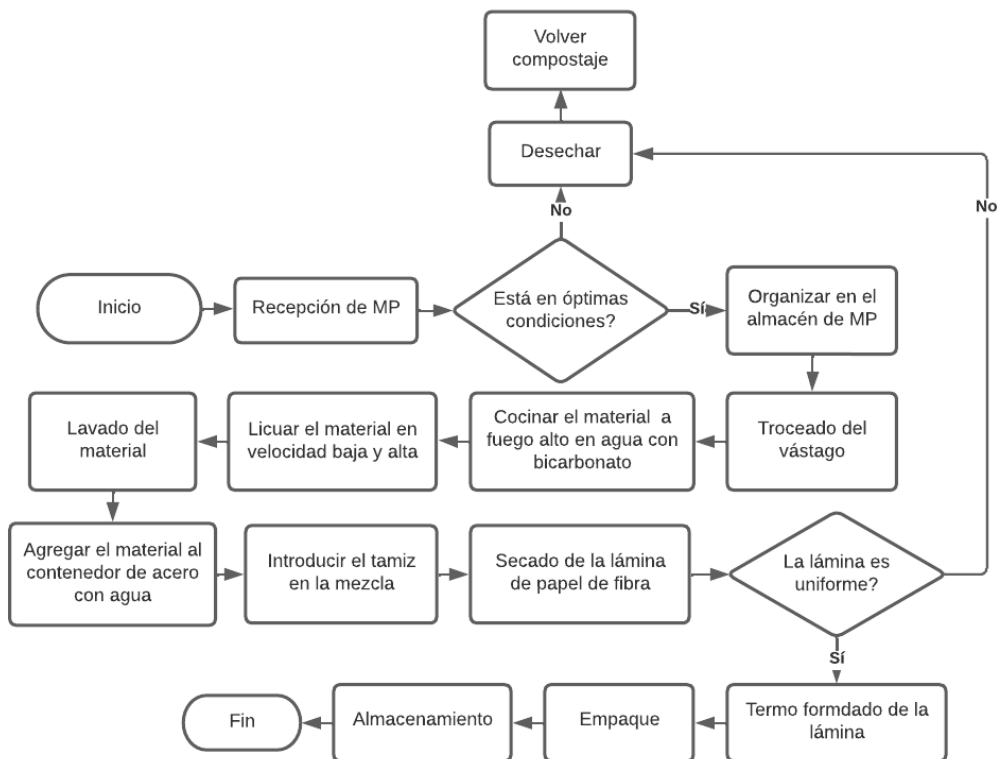 Volver
compostaje
Desechar
No
No
Inicio
Recepción de MP
Está en óptimas
condiciones?
Sí
Organizar en el
almacén de MP
Lavado del
material
Licuar el material en
velocidad baja y alta
Cocinar el material a
fuego alto en agua con
bicarbonato
Troceado del
vástago
Agregar el material al
contenedor de acero
con agua
Introducir el tamiz
en la mezcla
Secado de la lámina
de papel de fibra
La lámina es
uniforme?
Sí
Fin
Almacenamiento
Empaque
Termo formdado de la
lámina